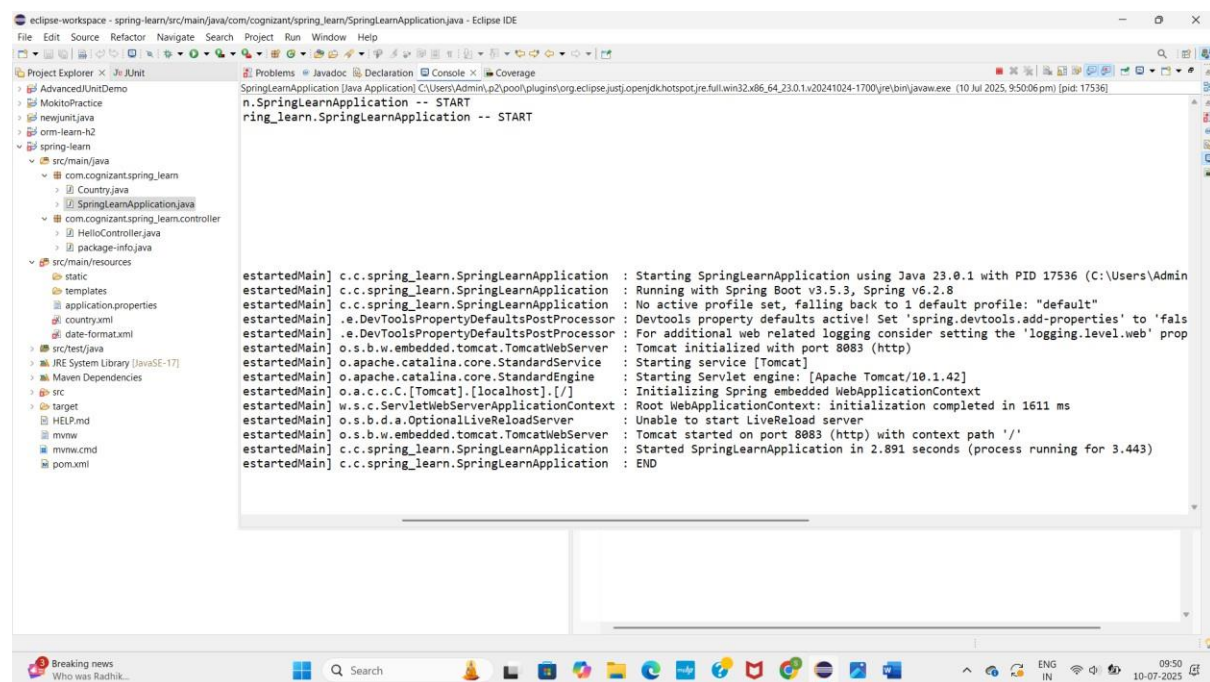 eclipse-workspace - spring-learn/src/main/java/com/cognizant/spring_learn/SpringLearnApplication.java - Eclipse IDE
File Edit Source Refactor Navigate Search Project Run Window Help
Project Explorer × JUnit
AdvancedJUnitDemo
MokitoPractice
newjunit.java
orm-learn-h2
spring-learn
src/main/java
com.cognizant.spring_learn
Country.java
SpringLearnApplication.java
com.cognizant.spring_learn.controller
HelloController.java
package-info.java
src/main/resources
static
templates
application.properties
country.xml
date-format.xml
src/test/java
JRE System Library [JavaSE-17]
Maven Dependencies
src
target
HELP.md
mvnw
mvnw.cmd
pom.xml
Problems @ Javadoc Declaration Console × Coverage
SpringLearnApplication [Java Application] C:\Users\Admin\.p2\pool\plugins\org.eclipse.justj.openjdk.hotspot.jre.full.win32.x86_64_23.0.1.v20241024-1700\jre\bin\javaw.exe (10 Jul 2025, 9:50:06 pm) [pid: 17536]
n.SpringLearnApplication -- START
ring_learn.SpringLearnApplication -- START
estartedMain] c.c.spring_learn.SpringLearnApplication : Starting SpringLearnApplication using Java 23.0.1 with PID 17536 (C:\Users\Admin
estartedMain] c.c.spring_learn.SpringLearnApplication : Running with Spring Boot v3.5.3, Spring v6.2.8
estartedMain] c.c.spring_learn.SpringLearnApplication : No active profile set, falling back to 1 default profile: "default"
estartedMain] .e.DevToolsPropertyDefaultsPostProcessor : Devtools property defaults active! Set 'spring.devtools.add-properties' to 'fals
estartedMain] .e.DevToolsPropertyDefaultsPostProcessor : For additional web related logging consider setting the 'logging.level.web' prop
estartedMain] o.s.b.w.embedded.tomcat.TomcatWebServer : Tomcat initialized with port 8083 (http)
estartedMain] o.apache.catalina.core.StandardService : Starting service [Tomcat]
estartedMain] o.apache.catalina.core.StandardEngine : Starting Servlet engine: [Apache Tomcat/10.1.42]
estartedMain] o.a.c.c.C.[Tomcat].[localhost].[/] : Initializing Spring embedded WebApplicationContext
estartedMain] w.s.c.ServletWebServerApplicationContext : Root WebApplicationContext: initialization completed in 1611 ms
estartedMain] o.s.b.d.a.OptionalLiveReloadServer : Unable to start LiveReload server
estartedMain] o.s.b.w.embedded.tomcat.TomcatWebServer : Tomcat started on port 8083 (http) with context path '/'
estartedMain] c.c.spring_learn.SpringLearnApplication : Started SpringLearnApplication in 2.891 seconds (process running for 3.443)
estartedMain] c.c.spring_learn.SpringLearnApplication : END
3
Breaking news
Who was Radhik...
Search
ENG
IN
09:50
10-07-2025